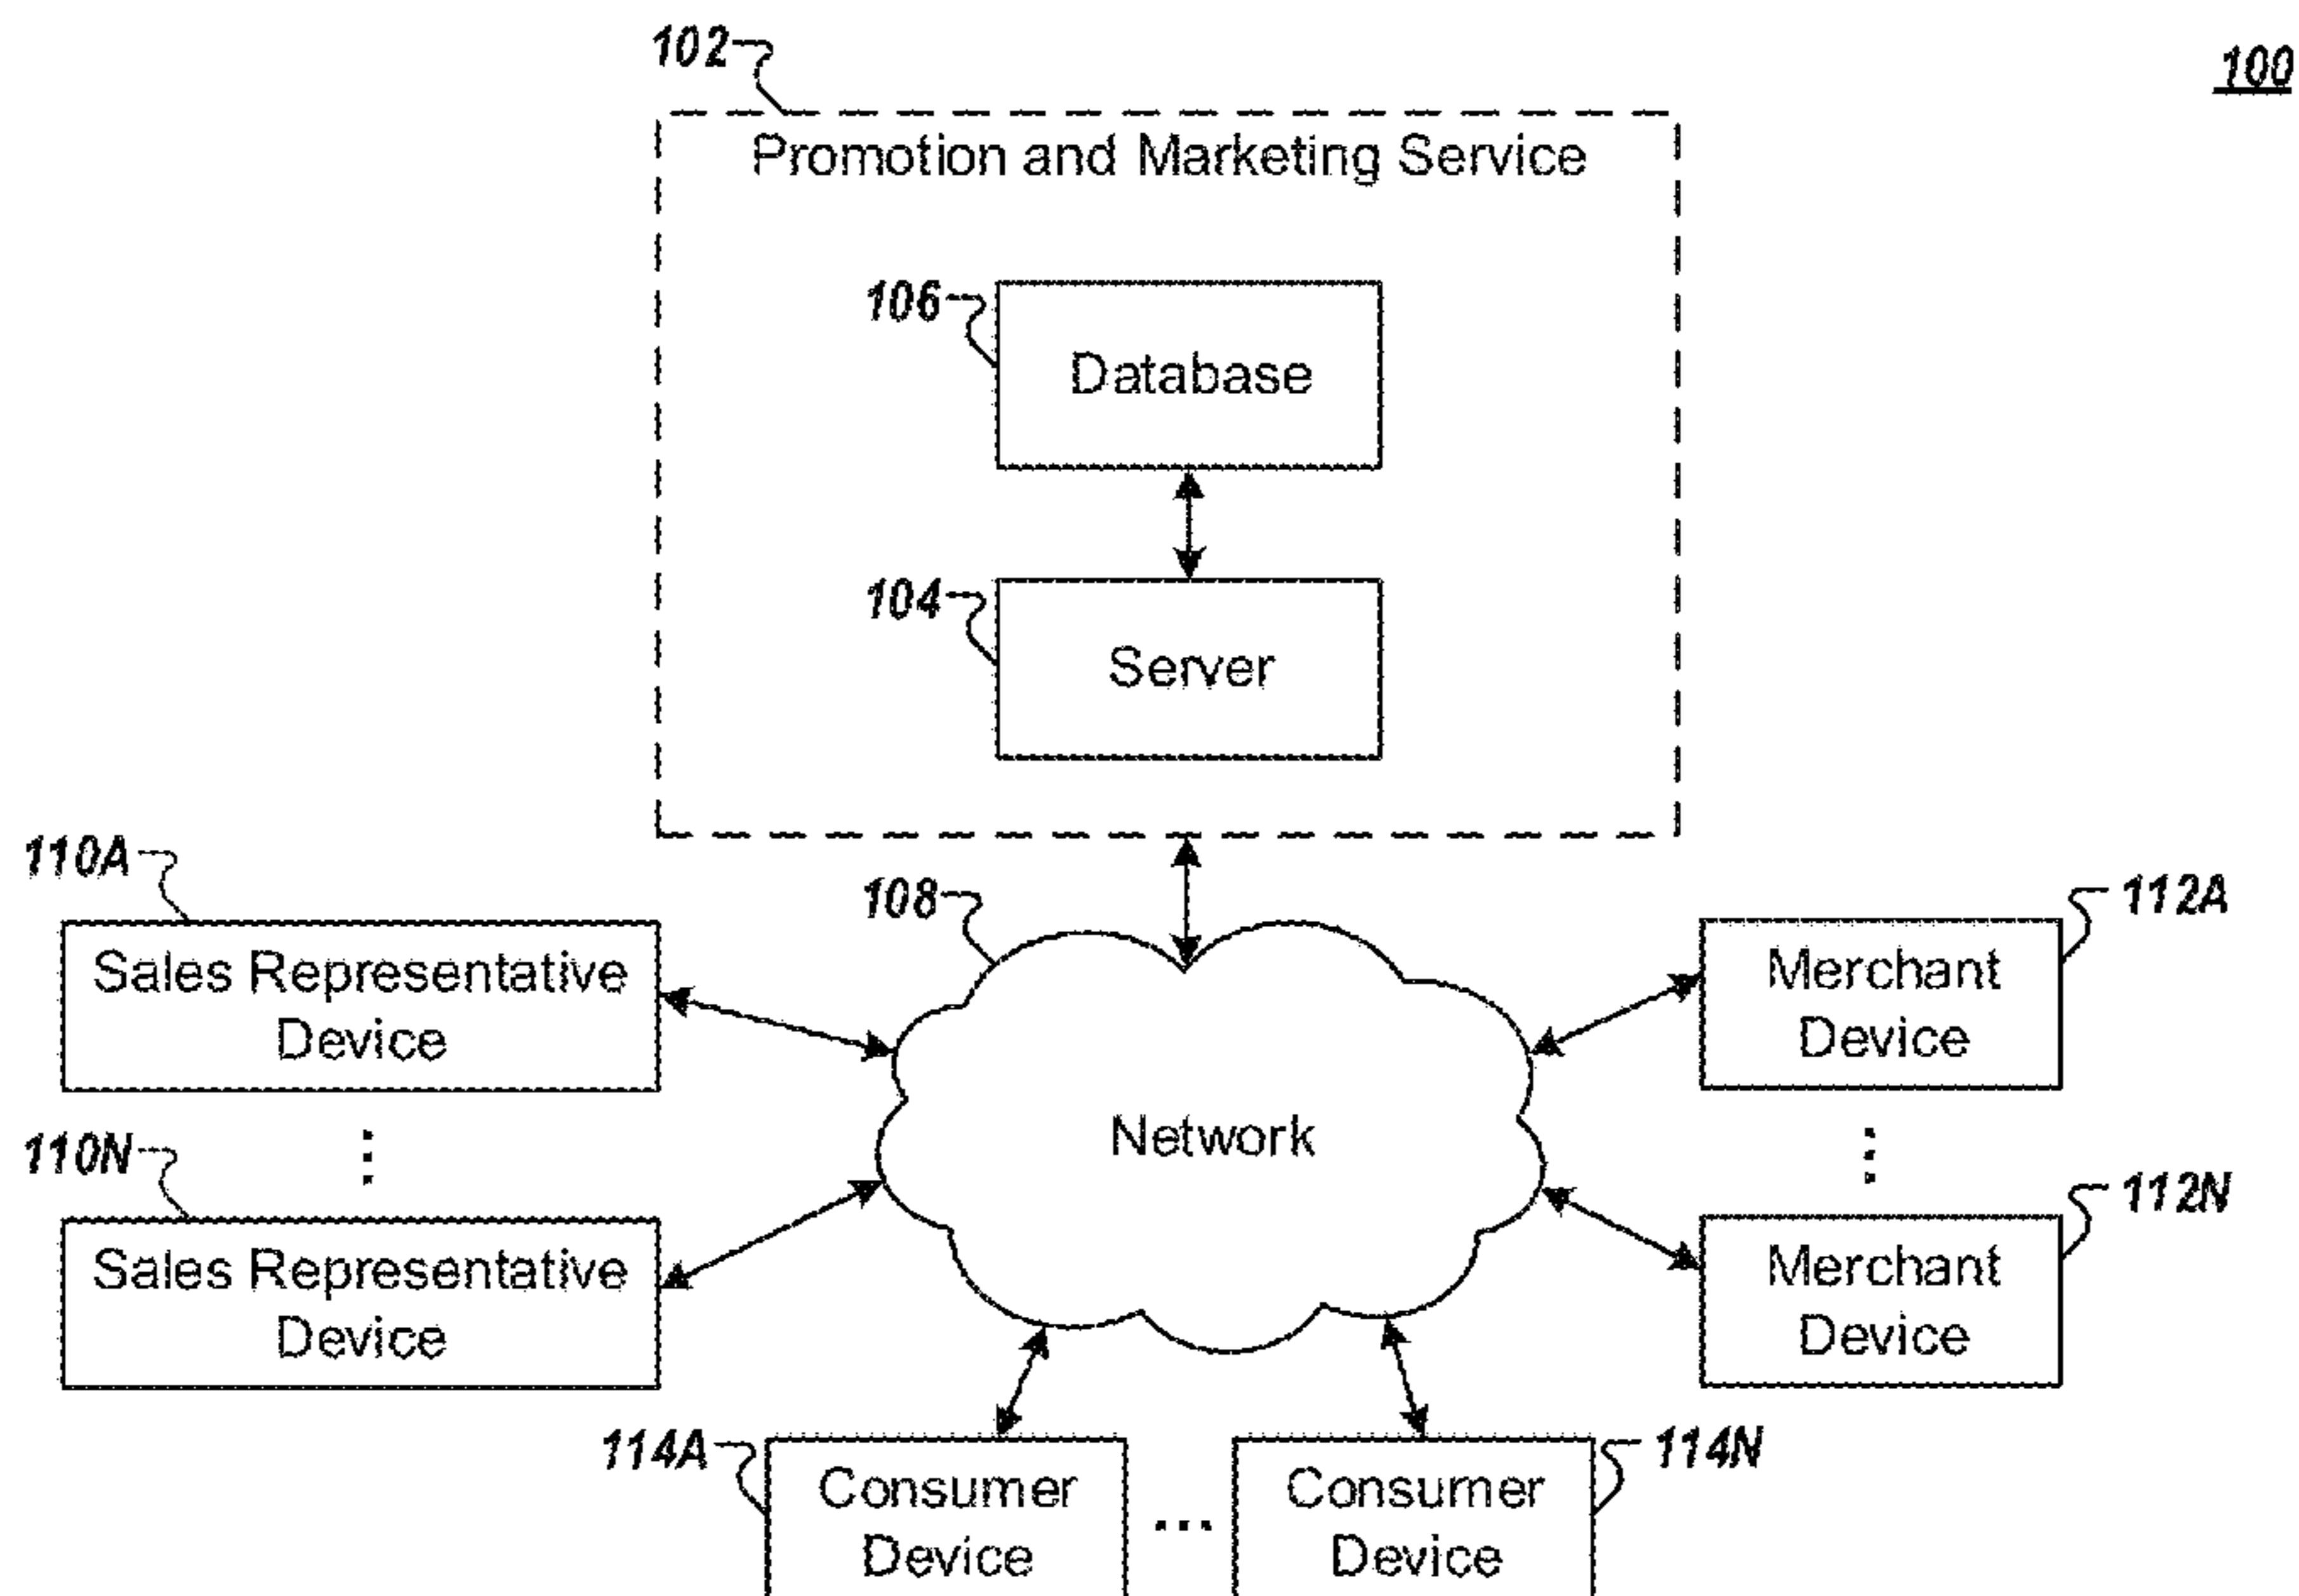 102
100
Promotion and Marketing Service
106
Database
104
Server
110A
108
112A
Sales Representative
Device
Merchant
Device
Network
110N
112N
Sales Representative
Device
Merchant
Device
114A
114N
Consumer
Device
...
Consumer
Device